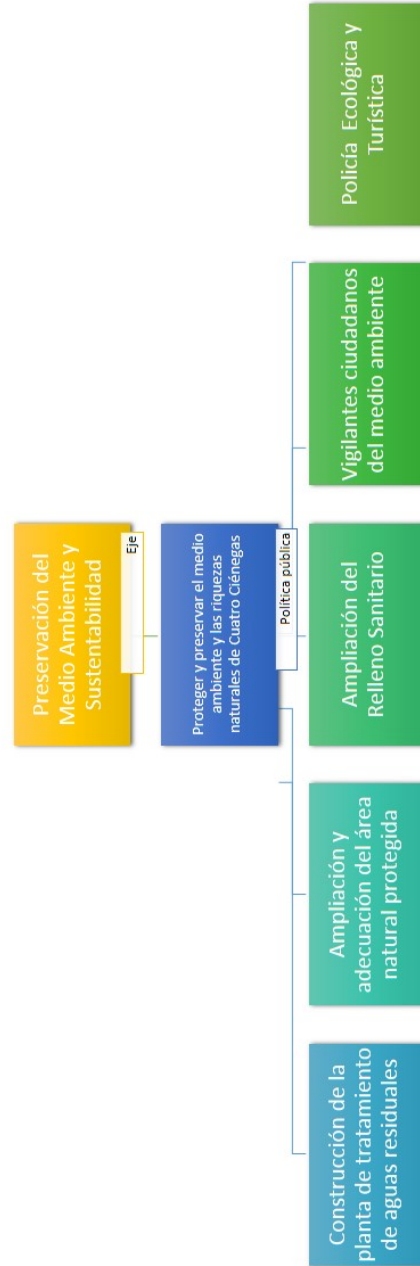 Preservación del
Medio Ambiente y
Sustentabilidad
Eje
Proteger y preservar el medio
ambiente y las riquezas
naturales de Cuatro Ciénegas
Política pública
Construcción de la
planta de tratamiento
de aguas residuales
Ampliación y
adecuación del área
natural protegida
Ampliación del
Relleno Sanitario
Vigilantes ciudadanos
del medio ambiente
Policía Ecológica y
Turística